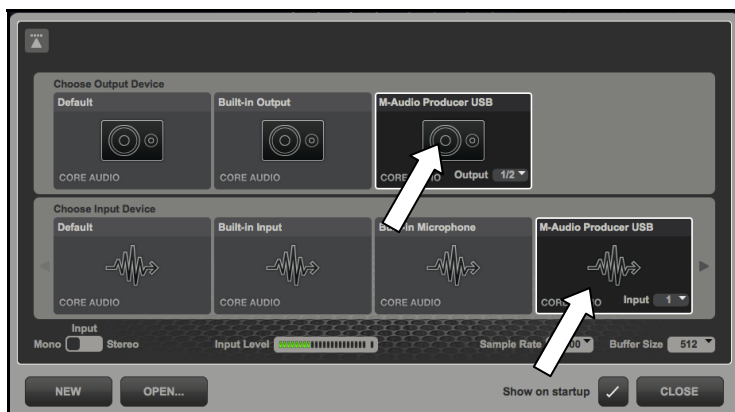 Choose Output Device
Default
Built-in Output
M-Audio Producer USB
CORE AUDIO
CORE AUDIO
Output 1/2
Choose Input Device
Default
Built-in Input
Microphone
M-Audio Producer USB
CORE AUDIO
CORE AUDIO
CORE AUDIO
Input 1
Input
Mono Stereo
Input Level
Sample
Buffer Size 512
NEW
OPEN...
Show on startup
CLOSE